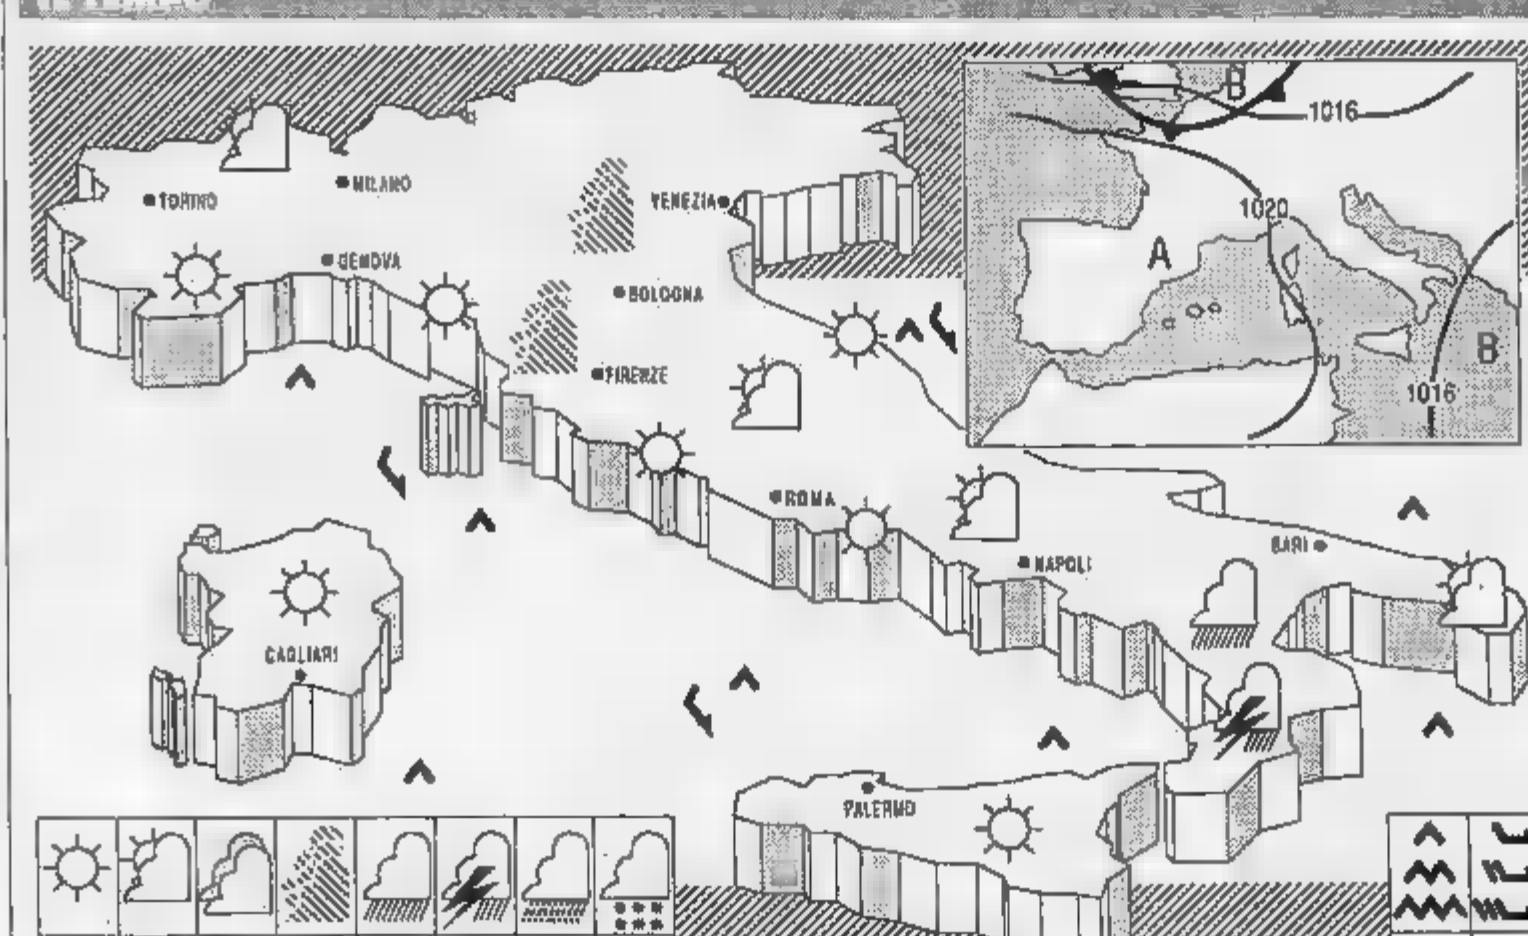 B
1016
MILANO
TORINO
VENEZIA
1020
A
GENOVA
BOLOGNA
B
FIRENZE
1016
ROMA
BARI
NAPOLI
CAGLIARI
PALERMO